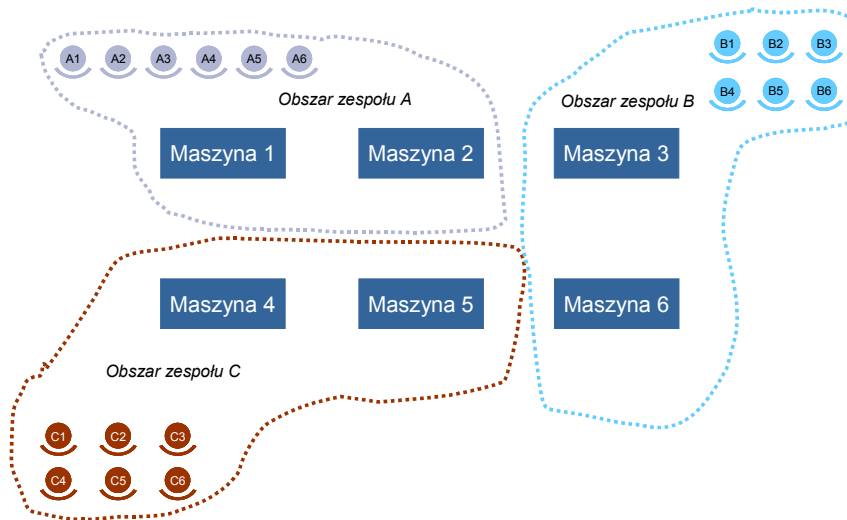 A1 A2 A3 A4 A5 A6
B1 B2 B3
B4 B5 B6
Obszar zespołu A
Obszar zespołu B
Maszyna 1
Maszyna 2
Maszyna 3
Maszyna 4
Maszyna 5
Maszyna 6
Obszar zespołu C
C1 C2 C3
C4 C5 C6